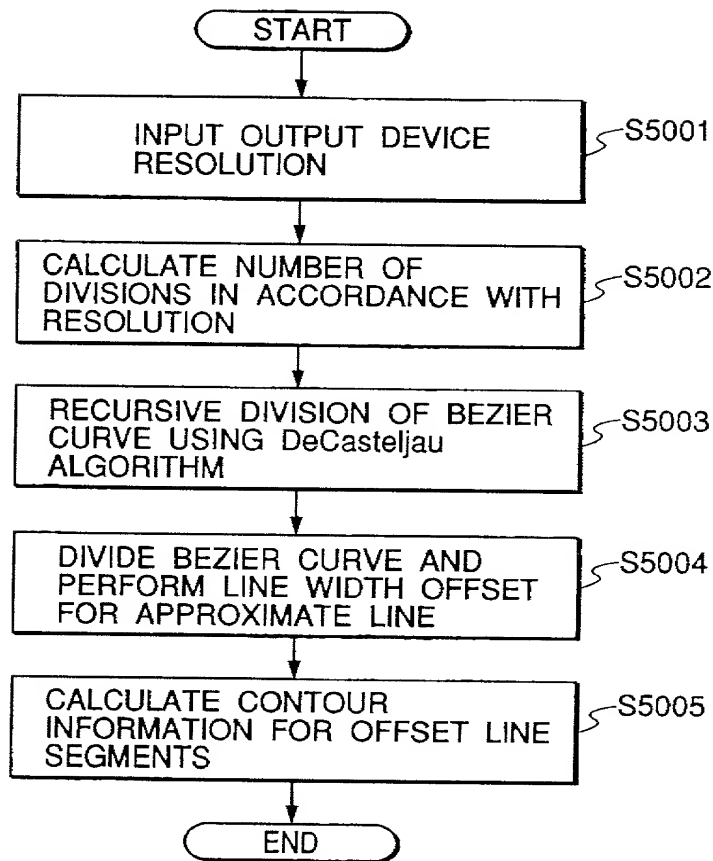 START
INPUT OUTPUT DEVICE
RESOLUTION
S5001
CALCULATE NUMBER OF
DIVISIONS IN ACCORDANCE WITH
RESOLUTION
S5002
RECURSIVE DIVISION OF BEZIER
CURVE USING DeCasteljau
ALGORITHM
S5003
DIVIDE BEZIER CURVE AND
PERFORM LINE WIDTH OFFSET
FOR APPROXIMATE LINE
S5004
CALCULATE CONTOUR
INFORMATION FOR OFFSET LINE
SEGMENTS
S5005
END